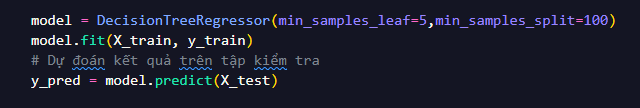 model = DecisionTreeRegressor(min_samples_leaf=5,min_samples_split=100)
model.fit(X_train, y_train)
# Dự đoán kết quả trên tập kiểm tra
y_pred = model.predict(X_test)